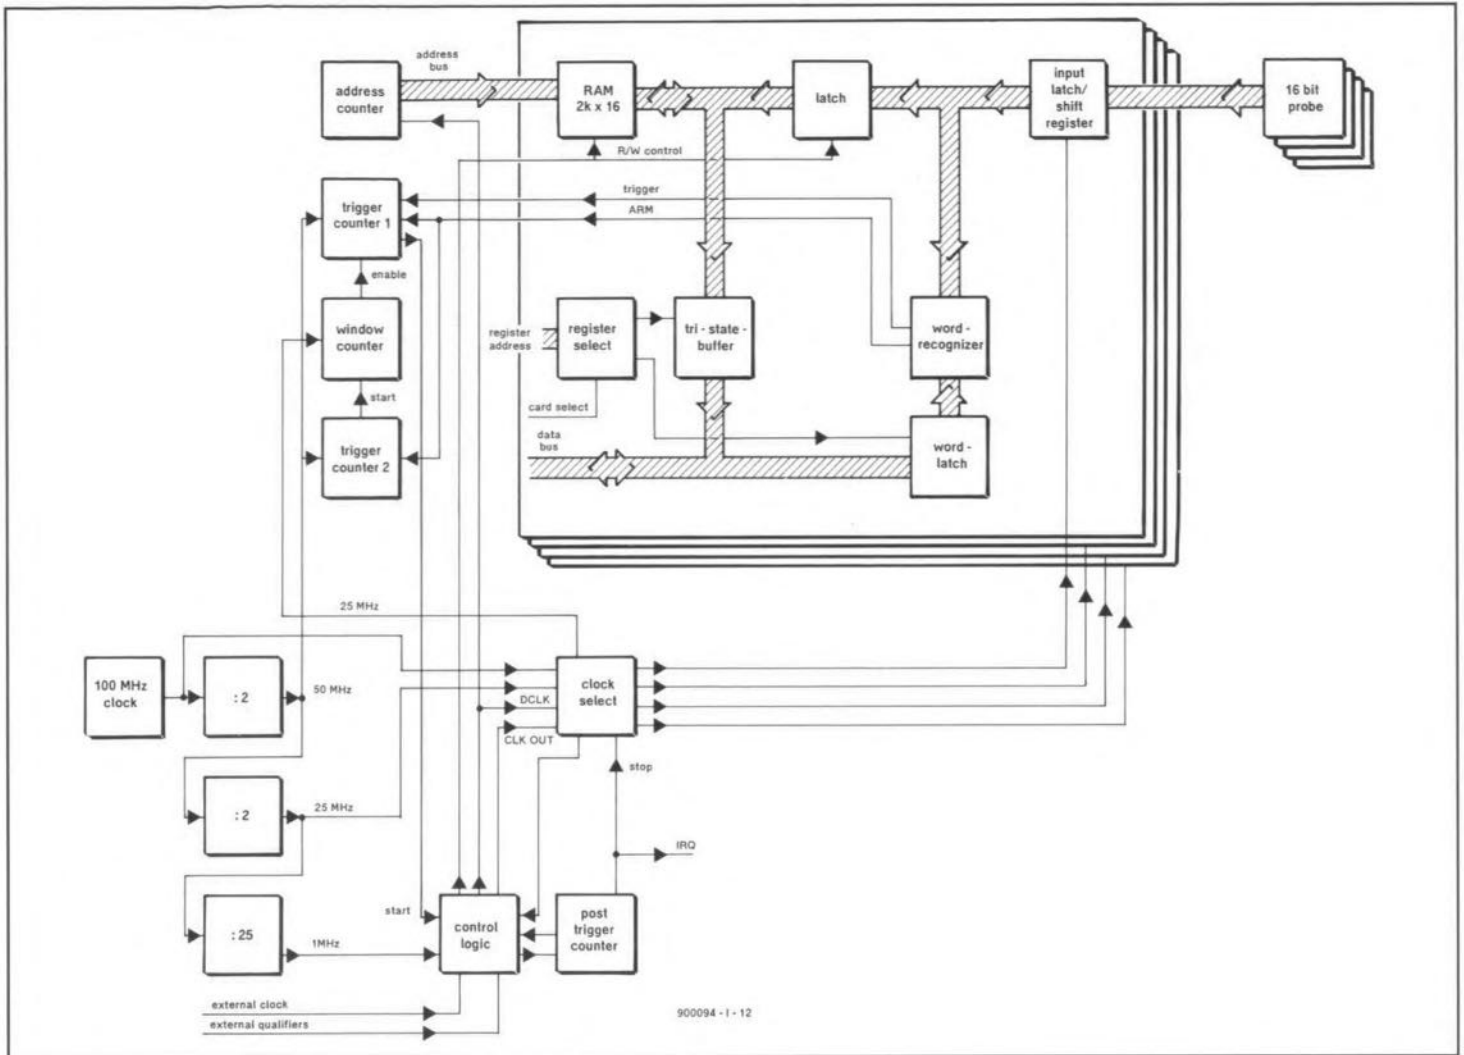 address
bus
address
counter
RAM
2k x 16
latch
input
latch/
shift
register
16 bit
probe
R/W control
trigger
counter 1
trigger
ARM
enable
window
counter
register
address
register
select
tri - state -
buffer
word -
recognizer
start
card select
trigger
counter 2
data
bus
word -
latch
25 MHz
100 MHz
clock
: 2
50 MHz
clock
select
DCLK
CLK OUT
stop
: 2
25 MHz
IRQ
start
: 25
1MHz
control
logic
post
trigger
counter
external clock
external qualifiers
900094 - I - 12